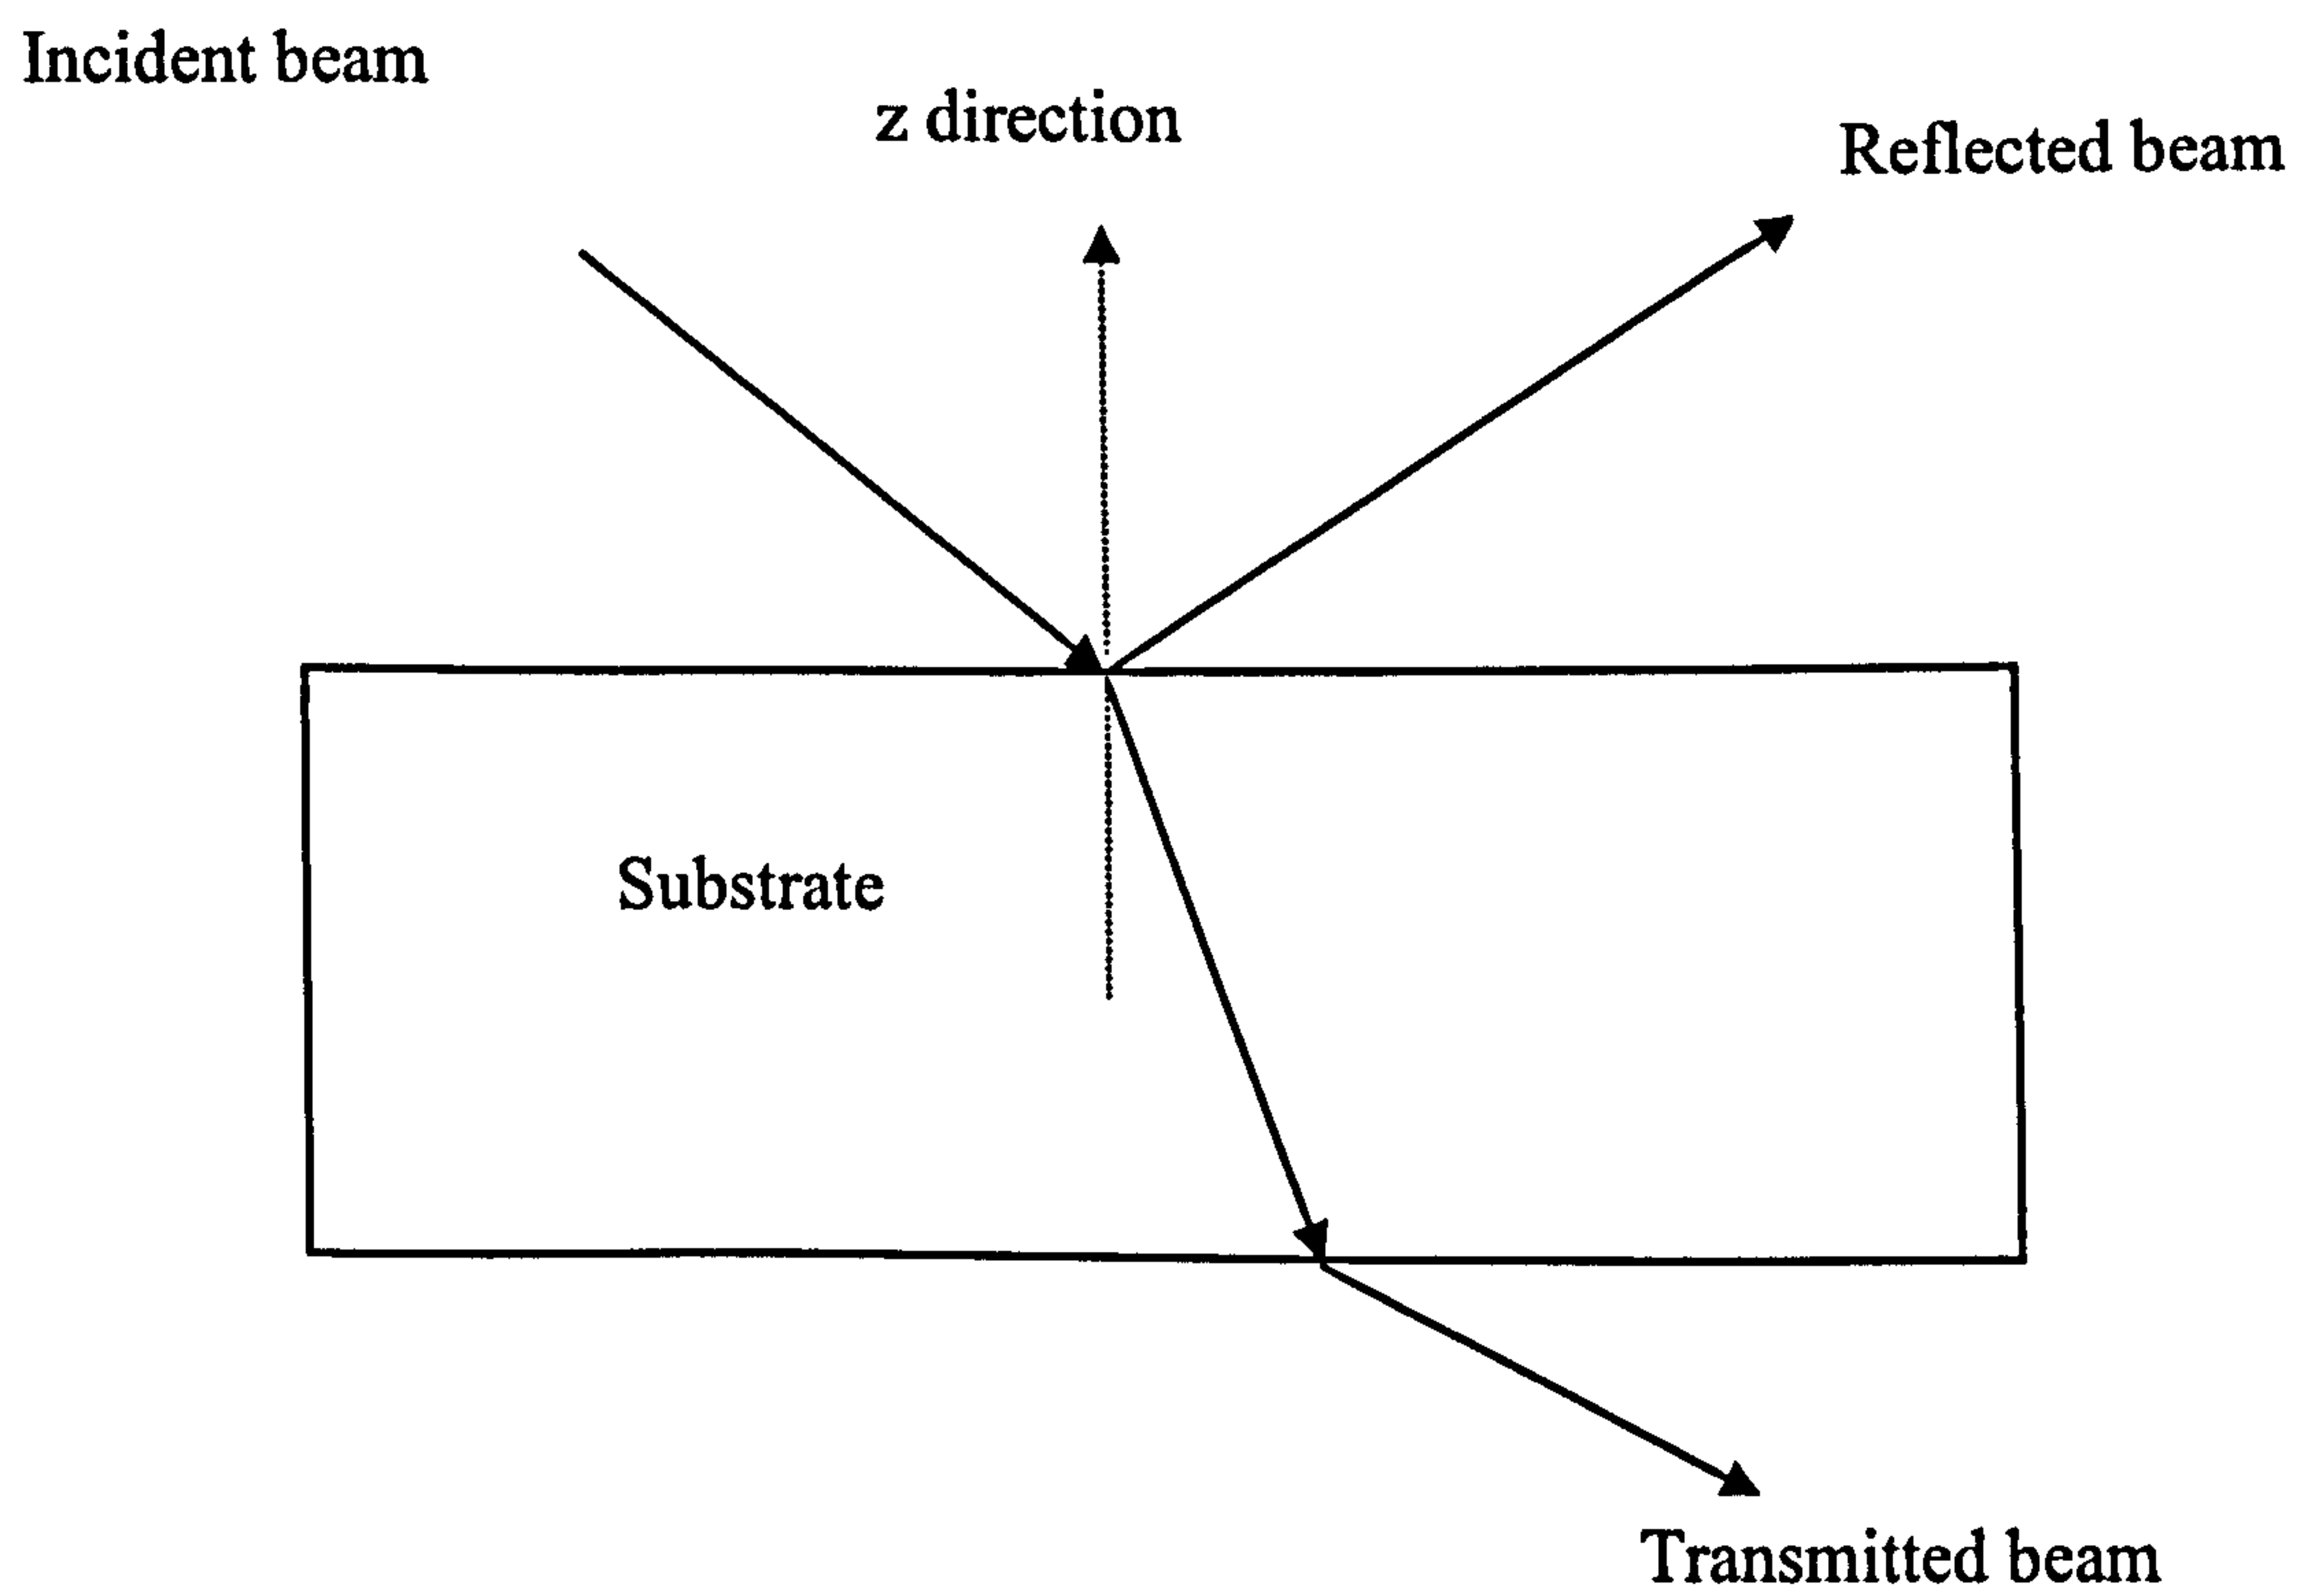 Incident beam
z direction
Reflected beam
Substrate
Transmitted beam